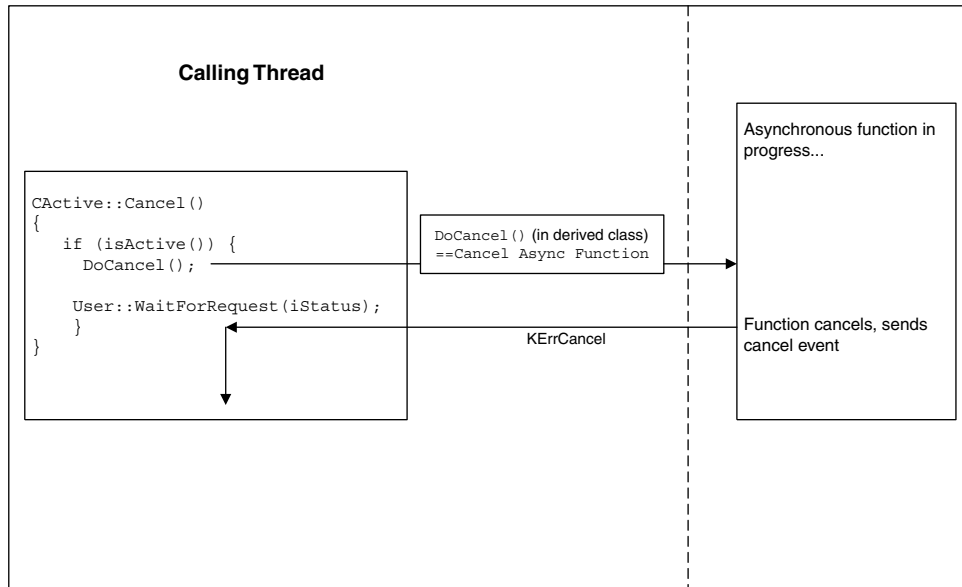 Calling Thread
CActive::Cancel()
{
if (isActive()) {
DoCancel();
User::WaitForRequest(iStatus);
}
}
DoCancel() (in derived class)
==Cancel Async Function
KErrCancel
Asynchronous function in
progress...
Function cancels, sends
cancel event